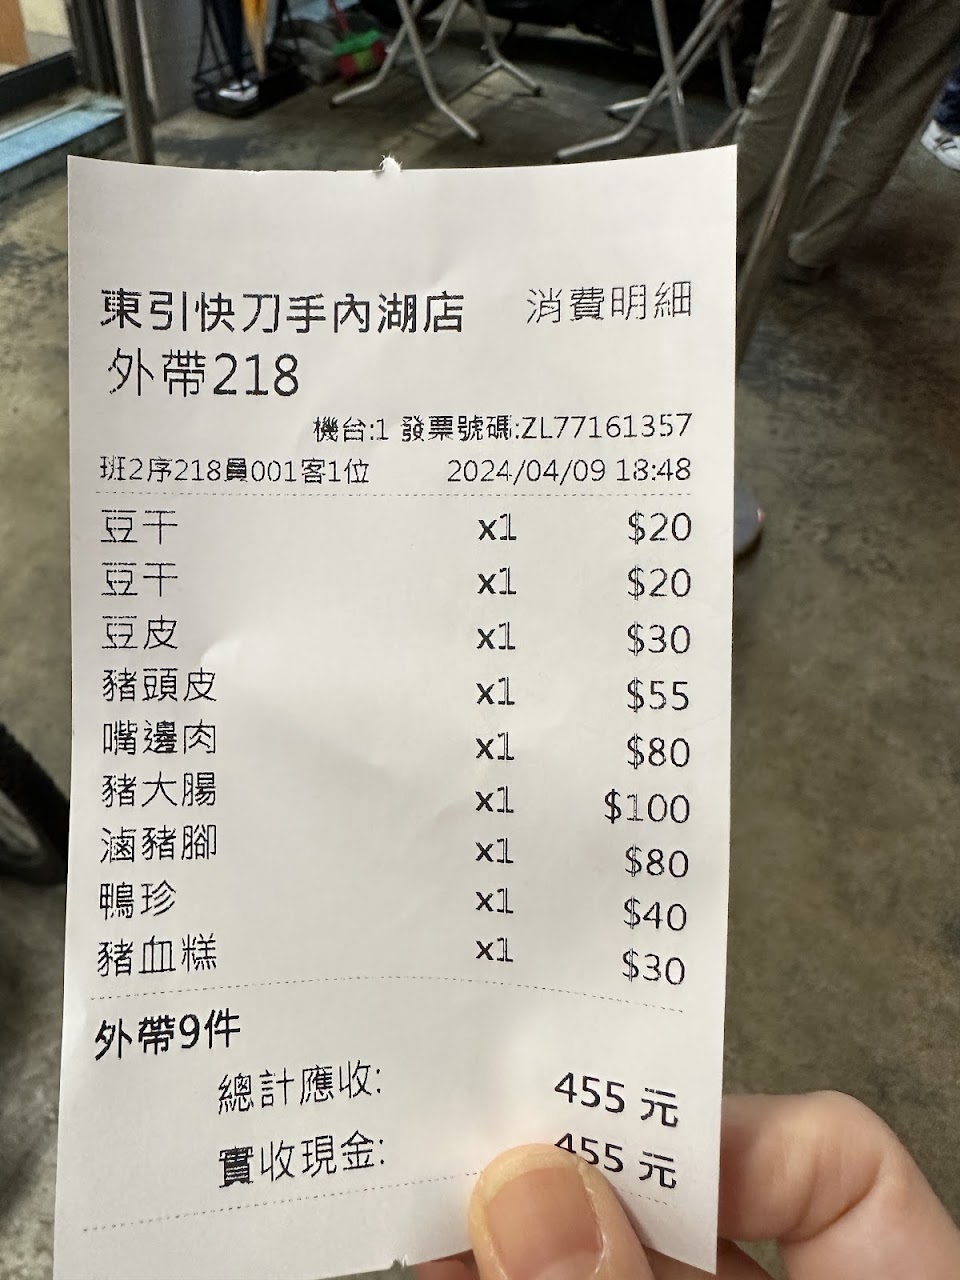 東引快刀手內湖店 消費明細
外帶218
機台:1 發票號碼:ZL77161357
班2序218員001客1位 2024/04/09 18:48
豆干 x1 $20
豆干 x1 $20
豆皮 x1 $30
豬頭皮 x1 $55
嘴邊肉 x1 $80
豬大腸 x1 $100
滷豬腳 x1 $80
鴨珍 x1 $40
豬血糕 x1 $30
外帶9件
總計應收: 455 元
實收現金: 455 元